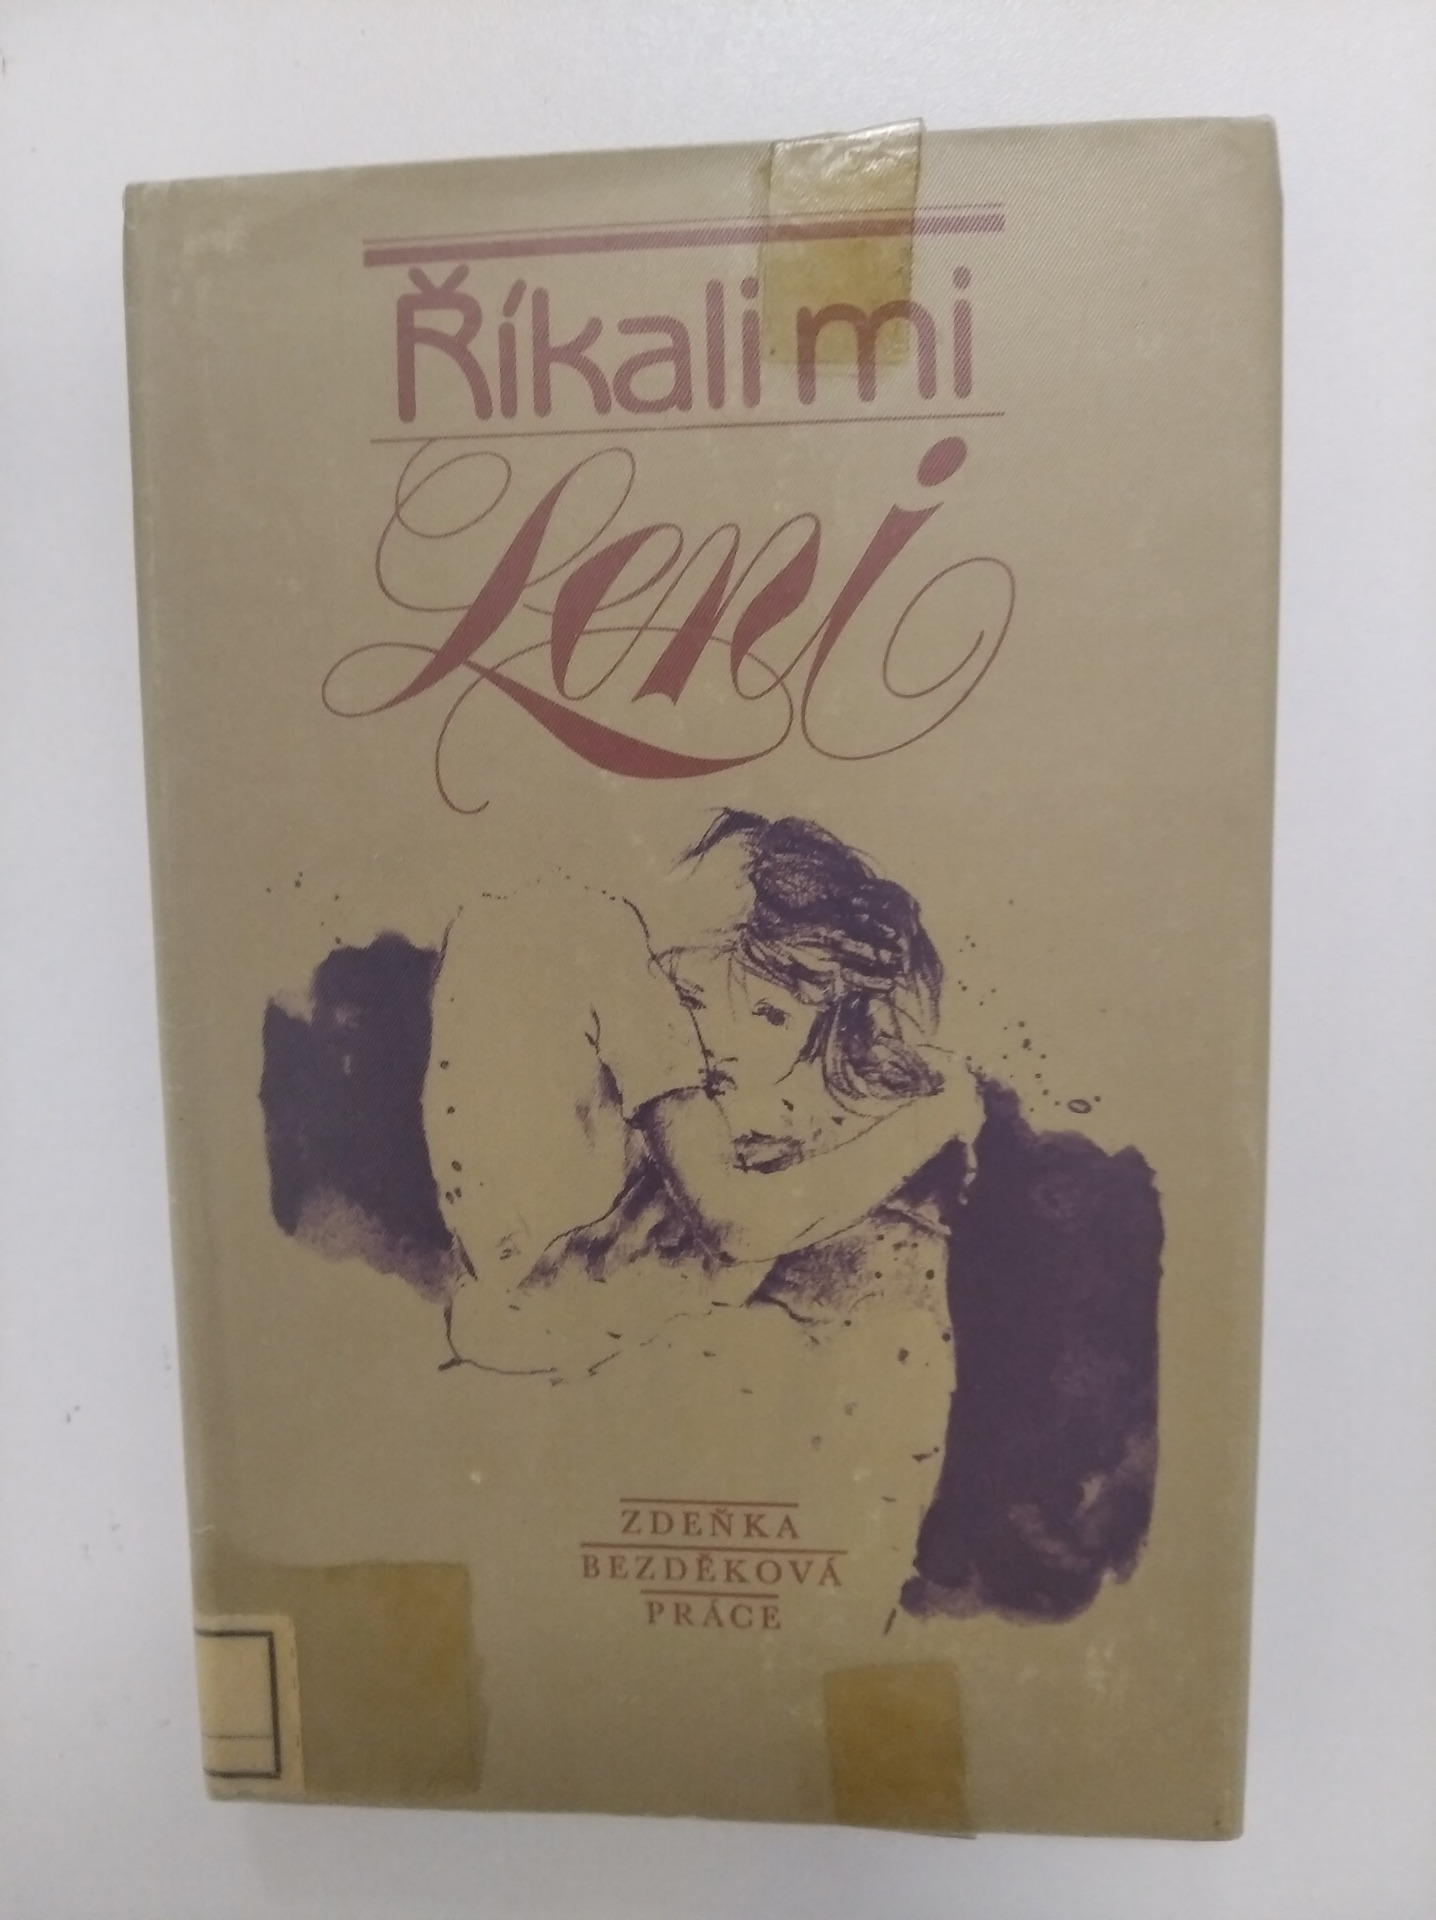 Říkali mi
Leni
ZDEŇKA
BEZDĚKOVÁ
PRÁCE